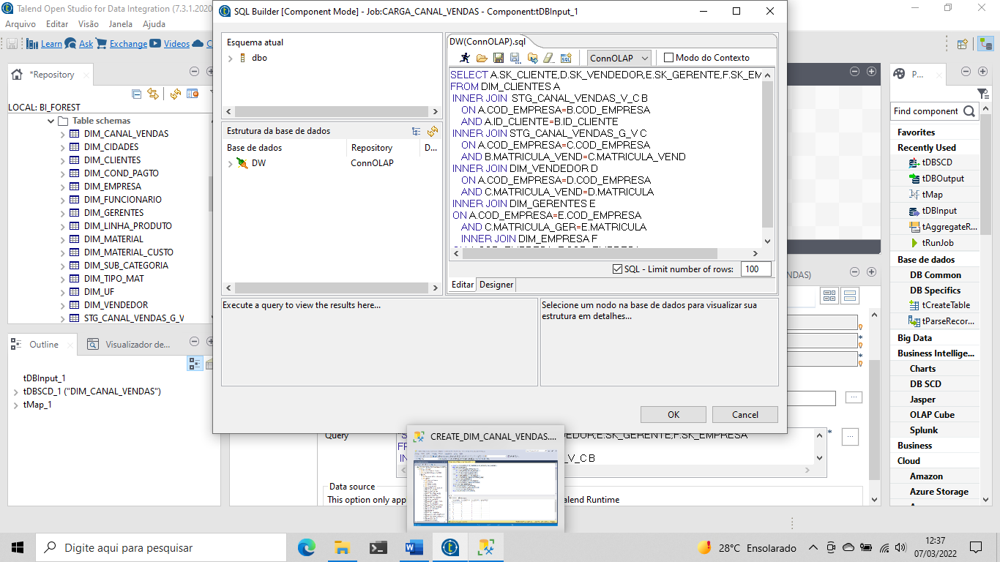 Talend Open Studio for Data Integration (7.3.1.2020
Arquivo Editar Visão Janela Ajuda
Learn Ask Exchange Videos C
*Repository
LOCAL: BI_FOREST
Table schemas
DIM_CANAL_VENDAS
DIM_CIDADES
DIM_CLIENTES
DIM_COND_PAGTO
DIM_EMPRESA
DIM_FUNCIONARIO
DIM_GERENTES
DIM_LINHA_PRODUTO
DIM_MATERIAL
DIM_MATERIAL_CUSTO
DIM_SUB_CATEGORIA
DIM_TIPO_MAT
DIM_UF
DIM_VENDEDOR
STG_CANAL_VENDAS_G_V
Outline
Visualizador de...
tDBInput_1
tDBSCD_1 ("DIM_CANAL_VENDAS")
tMap_1
SQL Builder [Component Mode] - Job:CARGA_CANAL_VENDAS - Component:tDBInput_1
Esquema atual
dbo
Estrutura da base de dados
Base de dados Repository D...
DW ConnOLAP
DW(ConnOLAP).sql
ConnOLAP
Modo do Contexto
SELECT A.SK_CLIENTE,D.SK_VENDEDOR,E.SK_GERENTE,F.SK_EM
FROM DIM_CLIENTES A
INNER JOIN STG_CANAL_VENDAS_V_C B
ON A.COD_EMPRESA=B.COD_EMPRESA
AND A.ID_CLIENTE=B.ID_CLIENTE
INNER JOIN STG_CANAL_VENDAS_G_V C
ON A.COD_EMPRESA=C.COD_EMPRESA
AND B.MATRICULA_VEND=C.MATRICULA_VEND
INNER JOIN DIM_VENDEDOR D
ON A.COD_EMPRESA=D.COD_EMPRESA
AND C.MATRICULA_VEND=D.MATRICULA
INNER JOIN DIM_GERENTES E
ON A.COD_EMPRESA=E.COD_EMPRESA
AND C.MATRICULA_GER=E.MATRICULA
INNER JOIN DIM_EMPRESA F
SQL - Limit number of rows: 100
Editar Designer
Execute a query to view the results here...
Selecione um nodo na base de dados para visualizar sua
estrutura em detalhes...
OK Cancel
DAS)
Query
DEDOR,E.SK_GERENTE,F.SK_EMPRESA
FR
IN
_V_C B
Data source
This option only app
alend Runtime
CREATE_DIM_CANAL_VENDAS....
P...
Find component
Favorites
Recently Used
tDBSCD
tDBOutput
tMap
tDBInput
tAggregateR...
tRunJob
Base de dados
DB Common
DB Specifics
tCreateTable
tParseRecor...
Big Data
Business Intellige...
Charts
DB SCD
Jasper
OLAP Cube
Splunk
Business
Cloud
Amazon
Azure Storage
Digite aqui para pesquisar
28°C Ensolarado
12:37
07/03/2022